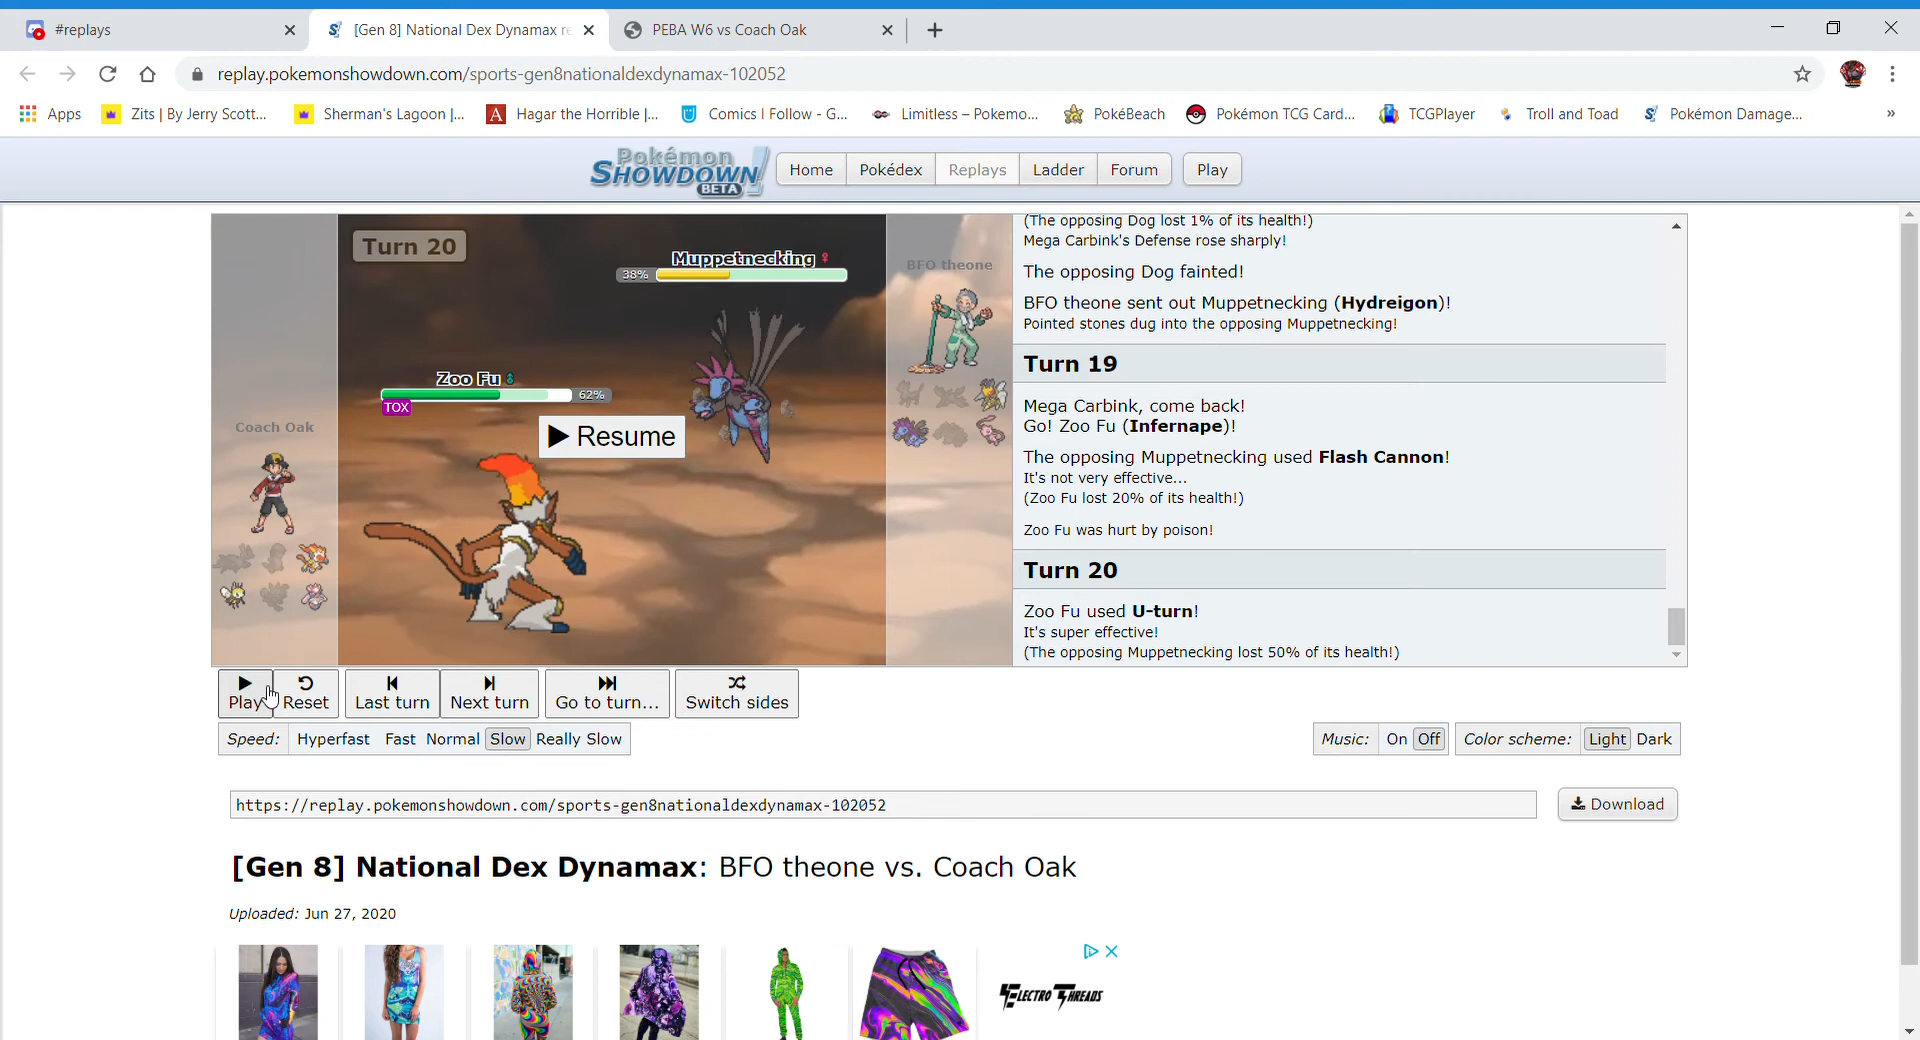 #replays
[Gen 8] National Dex Dynamax re
PEBA W6 vs Coach Oak
replay.pokemonshowdown.com/sports-gen8nationaldexdynamax-102052
Apps
Zits | By Jerry Scott...
Sherman's Lagoon |...
Hagar the Horrible |...
Comics I Follow - G...
Limitless – Pokemo...
PokéBeach
Pokémon TCG Card...
TCGPlayer
Troll and Toad
Pokémon Damage...
»
Pokémon
SHOWDOWN!
BETA
Home
Pokédex
Replays
Ladder
Forum
Play
Turn 20
Muppetnecking ♀
38%
Zoo Fu ♂
62%
TOX
Resume
Coach Oak
BFO theone
(The opposing Dog lost 1% of its health!)
Mega Carbink's Defense rose sharply!
The opposing Dog fainted!
BFO theone sent out Muppetnecking (Hydreigon)!
Pointed stones dug into the opposing Muppetnecking!
Turn 19
Mega Carbink, come back!
Go! Zoo Fu (Infernape)!
The opposing Muppetnecking used Flash Cannon!
It's not very effective...
(Zoo Fu lost 20% of its health!)
Zoo Fu was hurt by poison!
Turn 20
Zoo Fu used U-turn!
It's super effective!
(The opposing Muppetnecking lost 50% of its health!)
Play
Reset
Last turn
Next turn
Go to turn...
Switch sides
Speed:
Hyperfast
Fast
Normal
Slow
Really Slow
Music:
On
Off
Color scheme:
Light
Dark
https://replay.pokemonshowdown.com/sports-gen8nationaldexdynamax-102052
Download
[Gen 8] National Dex Dynamax: BFO theone vs. Coach Oak
Uploaded: Jun 27, 2020
ELECTRO THREADS